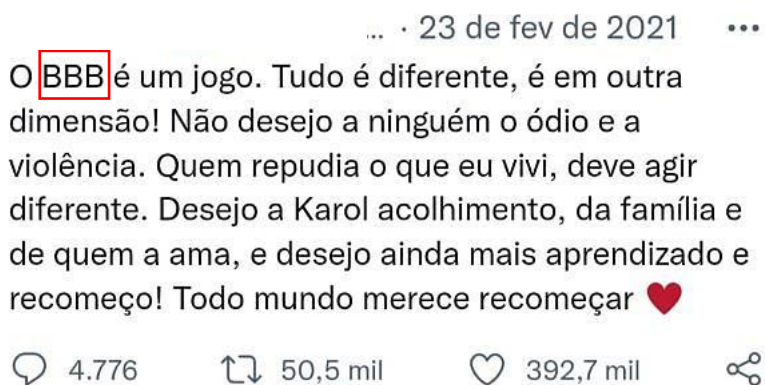 ... · 23 de fev de 2021 •••
O BBB é um jogo. Tudo é diferente, é em outra
dimensão! Não desejo a ninguém o ódio e a
violência. Quem repudia o que eu vivi, deve agir
diferente. Desejo a Karol acolhimento, da família e
de quem a ama, e desejo ainda mais aprendizado e
recomeço! Todo mundo merece recomeçar ❤️
4.776 50,5 mil 392,7 mil